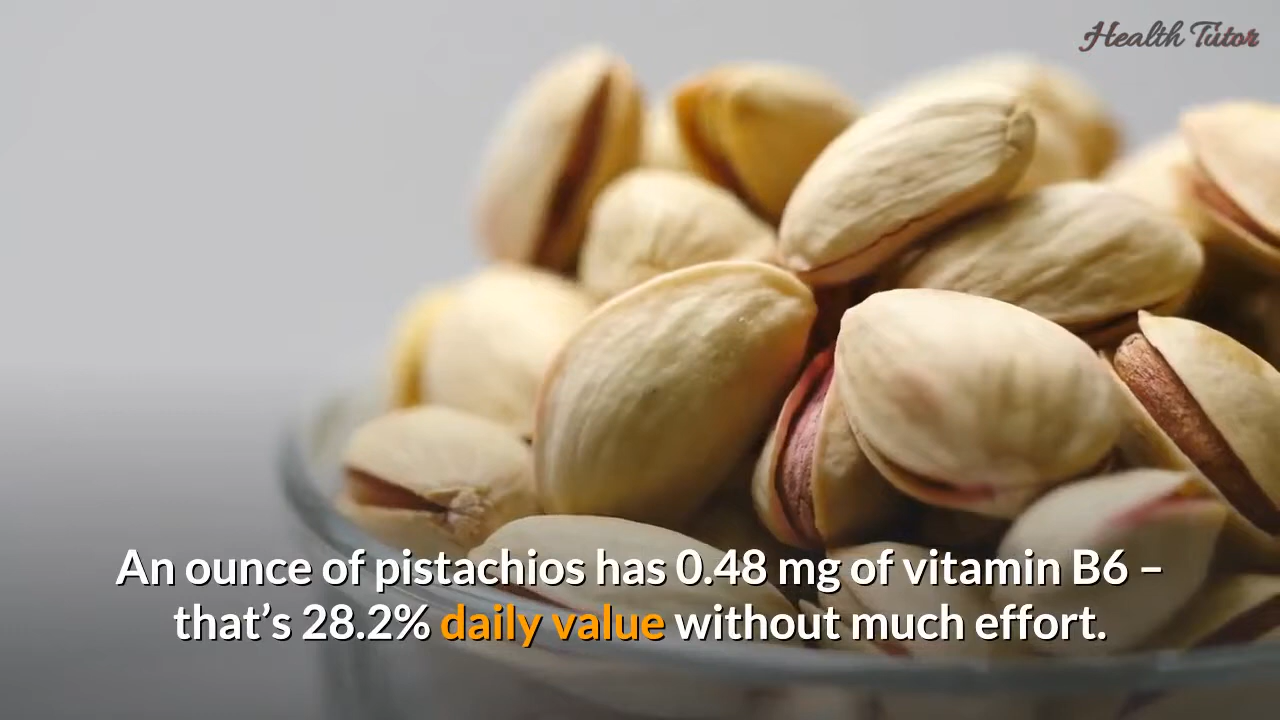 Health Tutor
An ounce of pistachios has 0.48 mg of vitamin B6 –
that’s 28.2% daily value without much effort.